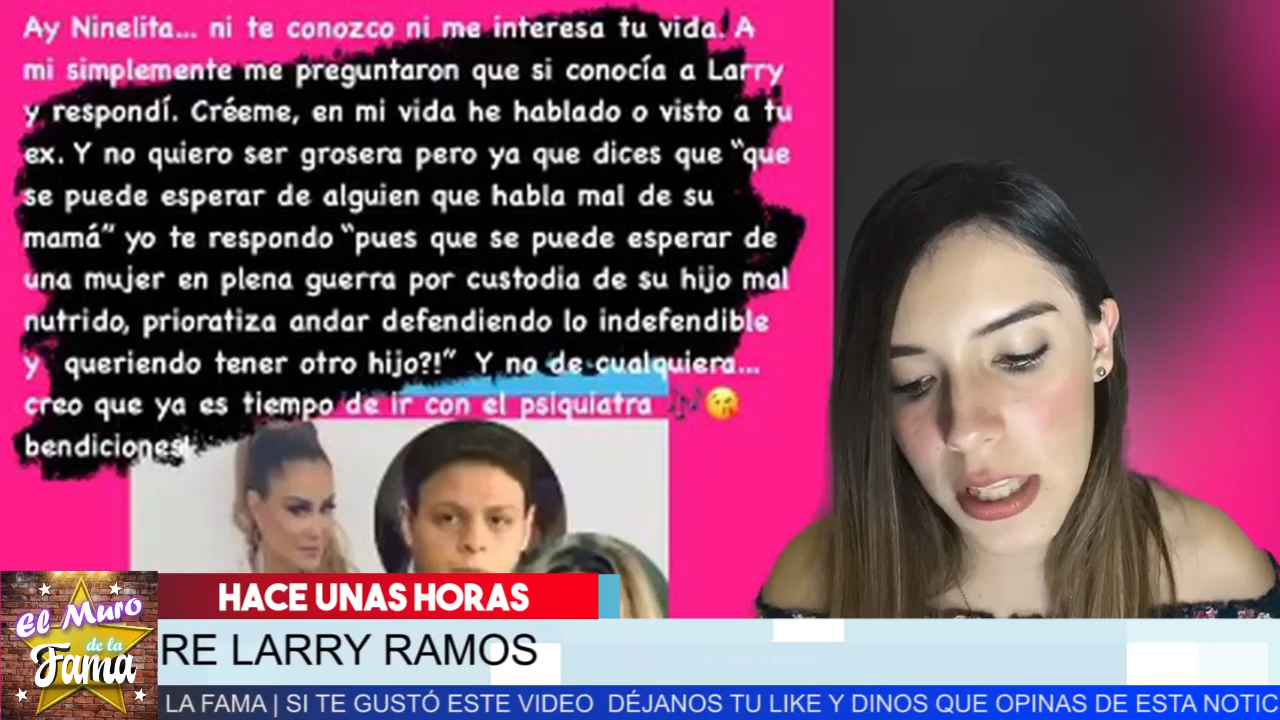 Ay Ninelita... ni te conozco ni me interesa tu vida. A
mi simplemente me preguntaron que si conocía a Larry
y respondí. Créeme, en mi vida he hablado o visto a tu
ex. Y no quiero ser grosera pero ya que dices que "que
se puede esperar de alguien que habla mal de su
mamá" yo te respondo "pues que se puede esperar de
una mujer en plena guerra por custodia de su hijo mal
nutrido, prioratiza andar defendiendo lo indefendible
y queriendo tener otro hijo?!" Y no de cualquiera...
creo que ya es tiempo de ir con el psiquiatra 🎶😘
bendiciones!
HACE UNAS HORAS
El Muro
de la
Fama
RE LARRY RAMOS
LA FAMA | SI TE GUSTÓ ESTE VIDEO DÉJANOS TU LIKE Y DINOS QUE OPINAS DE ESTA NOTIC